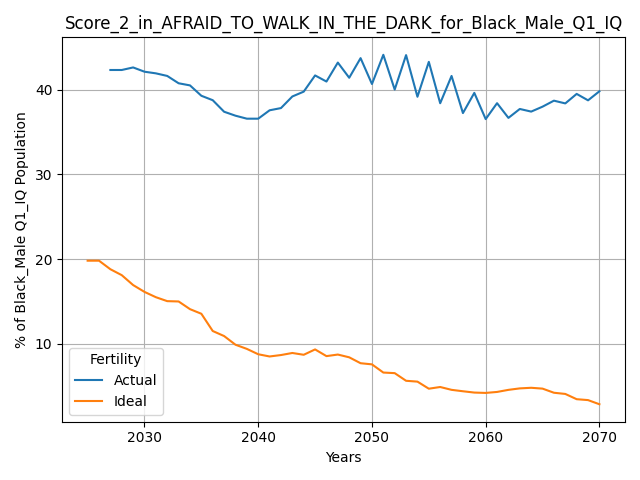 Score_2_in_AFRAID_TO_WALK_IN_THE_DARK_for_Black_Male_Q1_IQ
% of Black_Male Q1_IQ Population
40
30
20
10
Fertility
Actual
Ideal
2030 2040 2050 2060 2070
Years